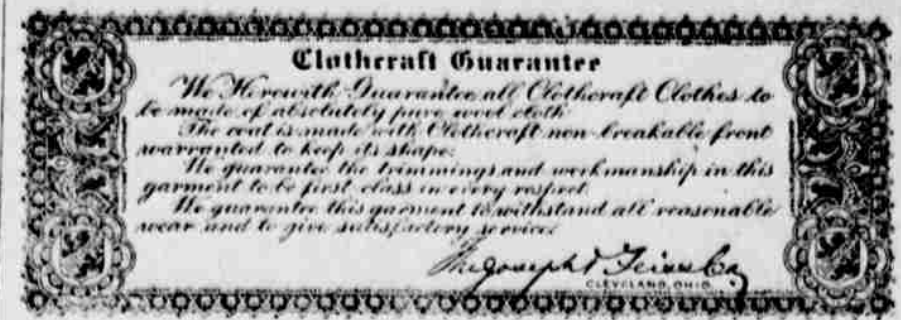 Clothcraft Guarantee
We Herewith Guarantee all Clothcraft Clothes to
be made of absolutely pure wool cloth
The coat is made with Clothcraft non-breakable front
warranted to keep its shape.
We guarantee the trimmings and workmanship in this
garment to be first class in every respect.
We guarantee this garment to withstand all reasonable
wear and to give satisfactory service.
The Joseph & Feiss Co
CLEVELAND, OHIO.